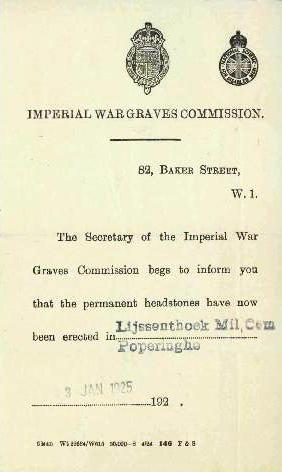 IMPERIAL WAR GRAVES COMMISSION.
82, BAKER STREET,
W. 1.
The Secretary of the Imperial War
Graves Commission begs to inform you
that the permanent headstones have now
been erected in Lijssenthoek Mil, Cem
Poperinghe
3 JAN 1925
192 .